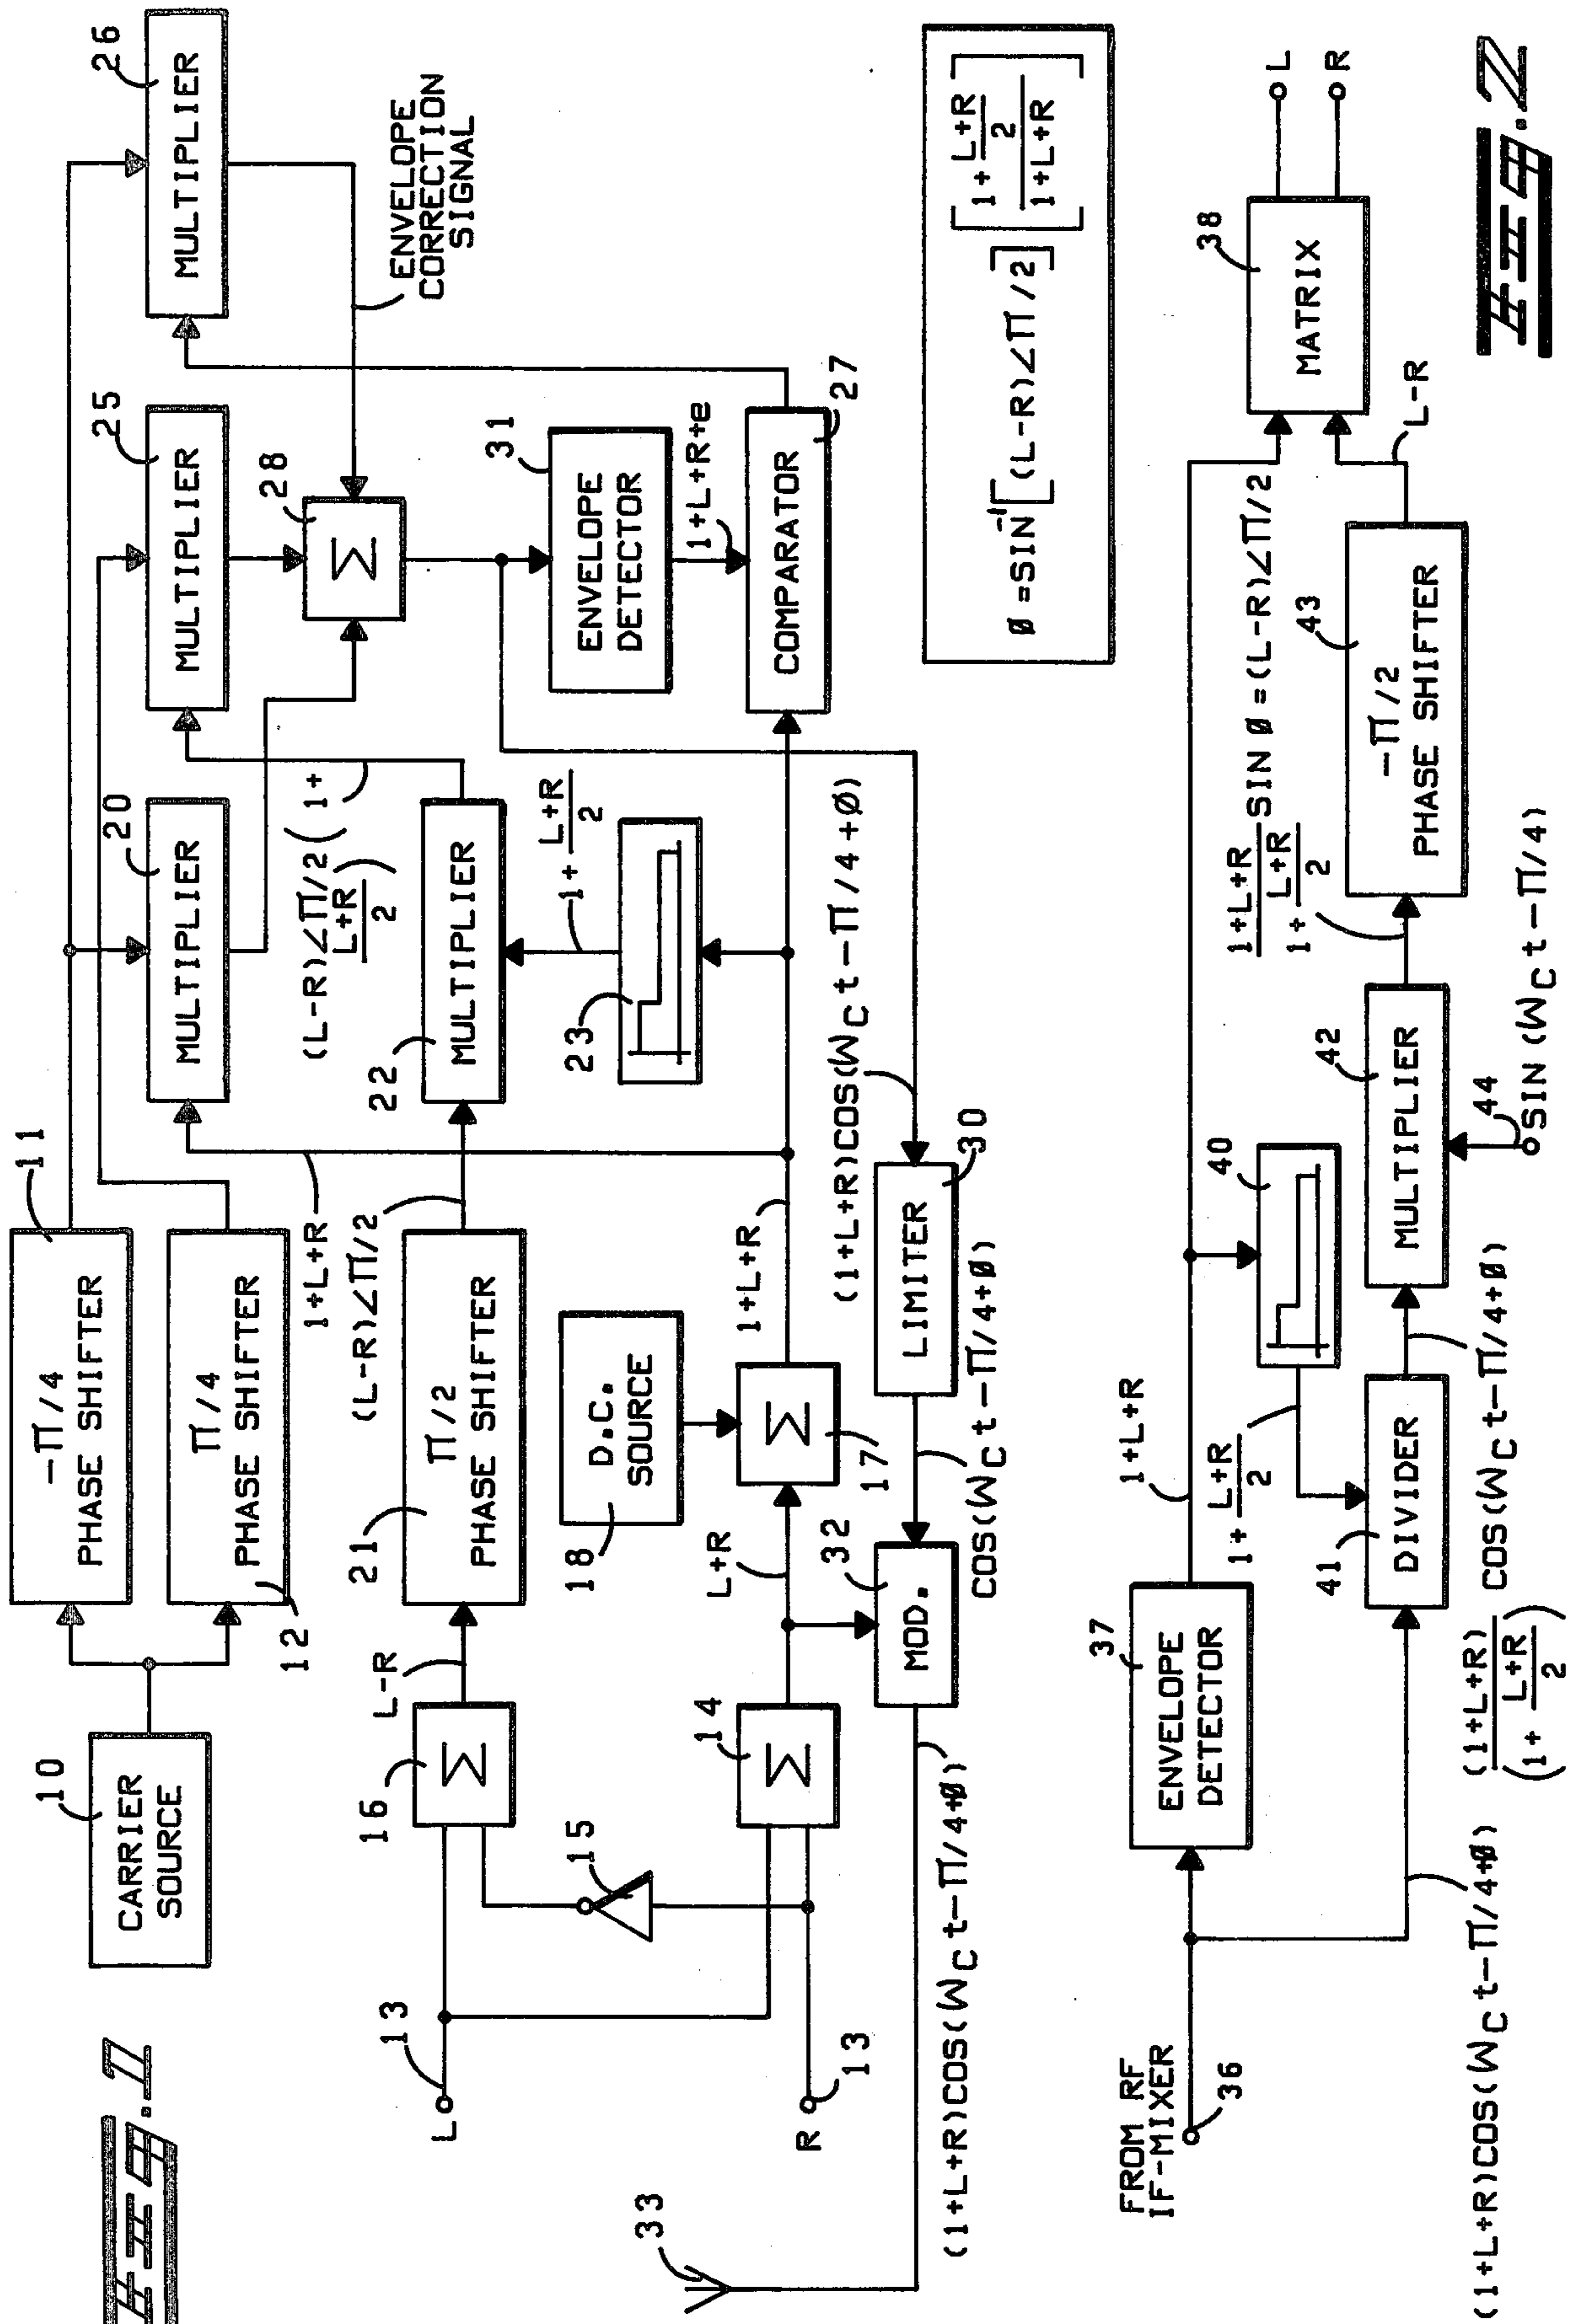 Fig. 1
10
CARRIER
SOURCE
-π/4
PHASE SHIFTER
11
π/4
PHASE SHIFTER
12
20
MULTIPLIER
25
MULTIPLIER
26
MULTIPLIER
L
13
R
13
15
16
Σ
L-R
21
π/2
PHASE SHIFTER
(L-R)∠π/2
1+L+R
22
MULTIPLIER
(L-R)∠π/2 (1+
L+R
2 )
28
Σ
ENVELOPE
CORRECTION
SIGNAL
14
Σ
L+R
D.C.
SOURCE
18
Σ
17
1+L+R
23
1+ L+R
2
31
ENVELOPE
DETECTOR
1+L+R+e
COMPARATOR
27
33
(1+L+R)COS(Wct-π/4+ø)
32
MOD.
COS(Wct-π/4+ø)
LIMITER
30
(1+L+R)COS(Wct-π/4+ø)
ø=SIN⁻¹[(L-R)∠π/2] [ 1+ L+R
2
1+L+R ]
FROM RF
IF-MIXER
36
(1+L+R)COS(Wct-π/4+ø)
37
ENVELOPE
DETECTOR
1+L+R
40
1+ L+R
2
41
DIVIDER
(1+L+R)
(1+ L+R
2 )
COS(Wct-π/4+ø)
42
MULTIPLIER
44
SIN(Wct-π/4)
1+L+R
1+ L+R
2
SIN ø=(L-R)∠π/2
43
-π/2
PHASE SHIFTER
L-R
38
MATRIX
L
R
Fig. 2